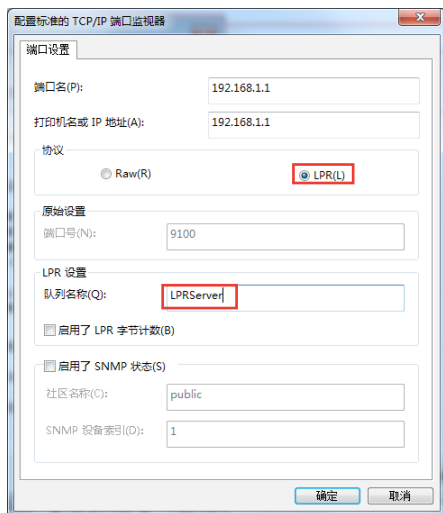 配置标准的 TCP/IP 端口监视器
端口设置
端口名(P): 192.168.1.1
打印机名或 IP 地址(A): 192.168.1.1
协议
Raw(R) LPR(L)
原始设置
端口号(N): 9100
LPR 设置
队列名称(Q): LPRServer
启用了 LPR 字节计数(B)
启用了 SNMP 状态(S)
社区名称(C): public
SNMP 设备索引(D): 1
确定 取消